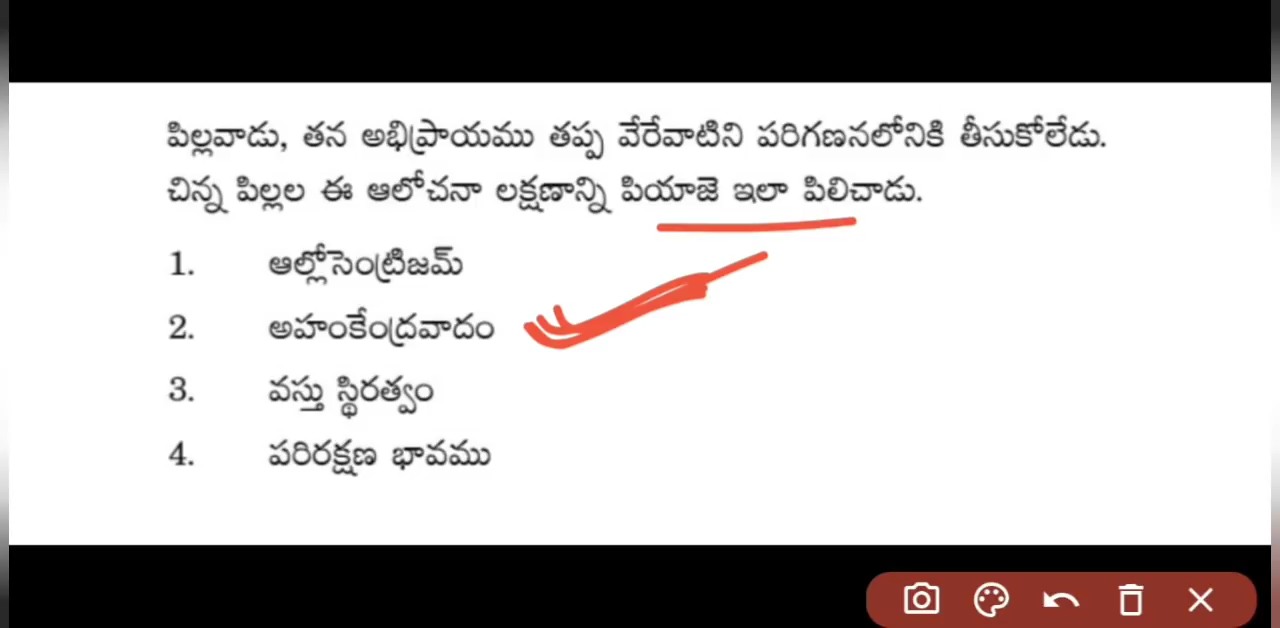 పిల్లవాడు, తన అభిప్రాయము తప్ప వేరేవాటిని పరిగణనలోనికి తీసుకోలేడు.
చిన్న పిల్లల ఈ ఆలోచనా లక్షణాన్ని పియాజె ఇలా పిలిచాడు.
1. ఆల్లోసెంట్రిజమ్
2. అహంకేంద్రవాదం
3. వస్తు స్థిరత్వం
4. పరిరక్షణ భావము